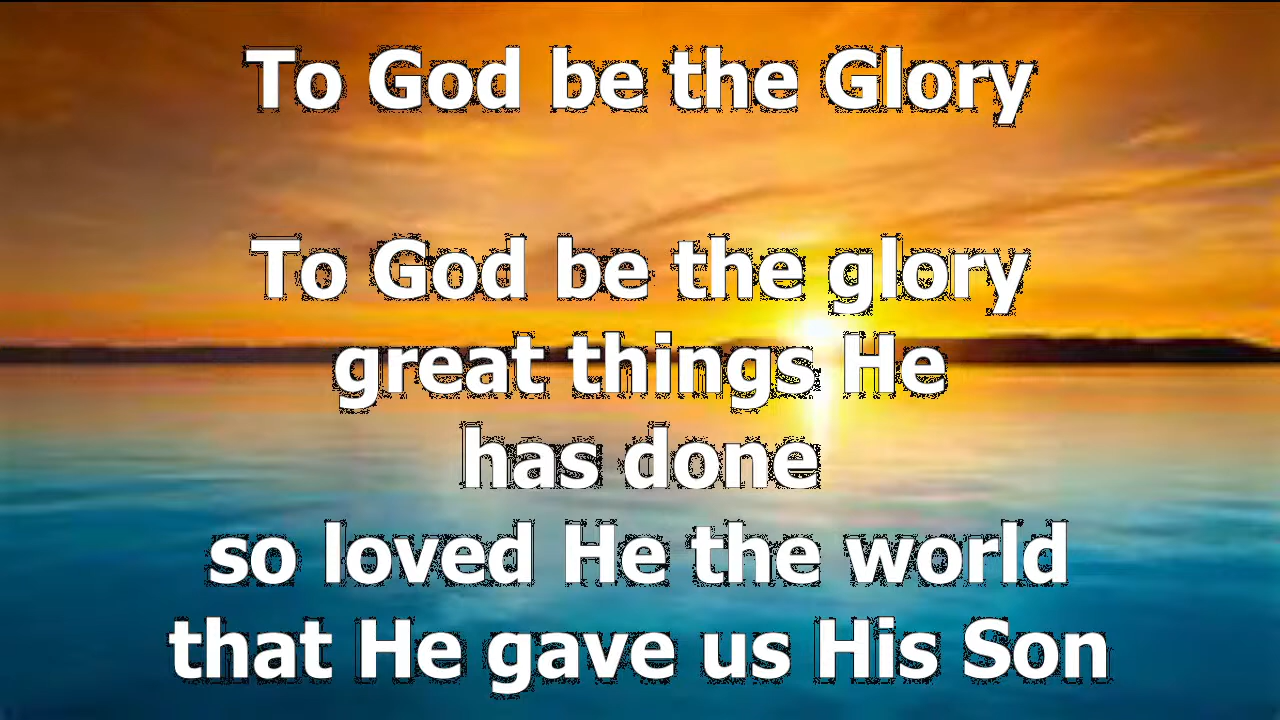 To God be the Glory
To God be the glory
great things He
has done
so loved He the world
that He gave us His Son